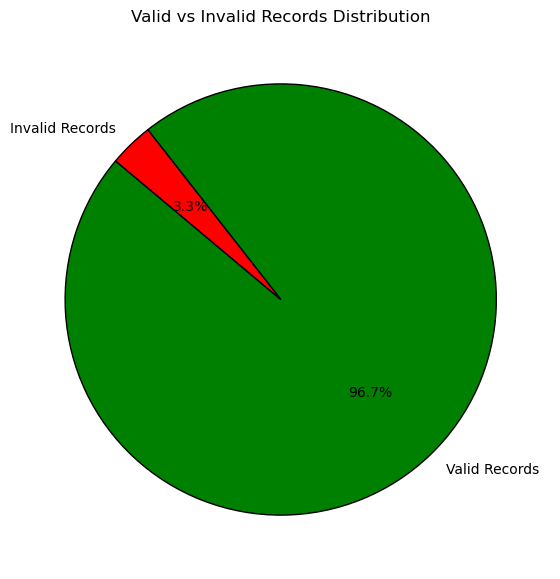 Valid vs Invalid Records Distribution
Invalid Records
3.3%
96.7%
Valid Records